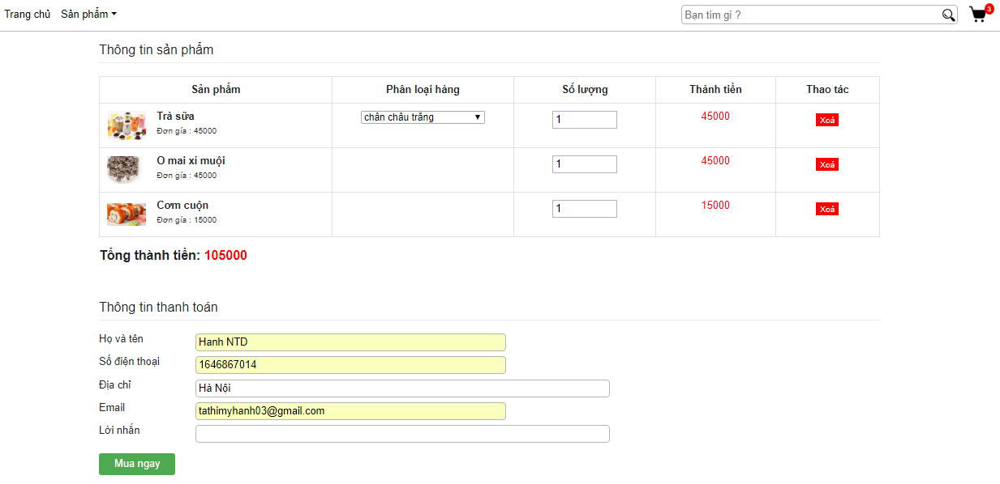 Trang chủ Sản phẩm Bạn tìm gì ? 3
Thông tin sản phẩm
Sản phẩm Phân loại hàng Số lượng Thành tiền Thao tác
Trà sữa chân châu trắng 1 45000 Xoá
Đơn gía : 45000
O mai xí muội 1 45000 Xoá
Đơn gía : 45000
Cơm cuộn 1 15000 Xoá
Đơn gía : 15000
Tổng thành tiền: 105000
Thông tin thanh toán
Họ và tên Hanh NTD
Số điện thoại 1646867014
Địa chỉ Hà Nội
Email tathimyhanh03@gmail.com
Lời nhắn
Mua ngay